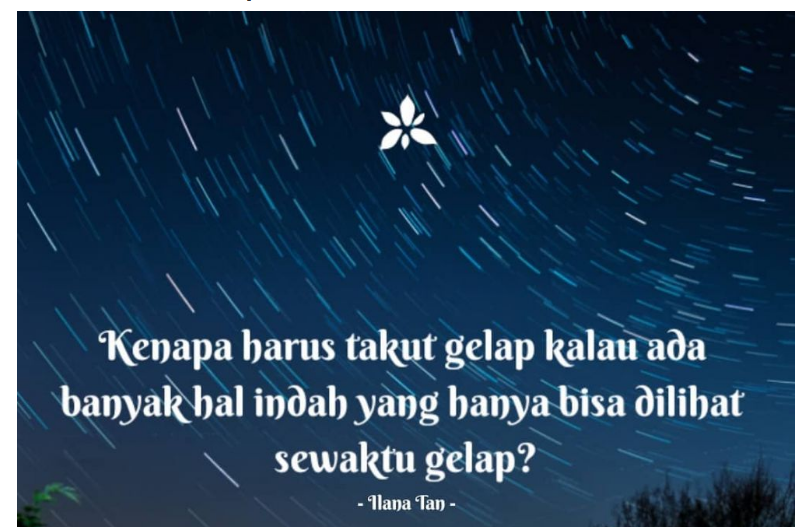 Kenapa harus takut gelap kalau ada
banyak hal indah yang hanya bisa dilihat
sewaktu gelap?
- Ilana Tan -